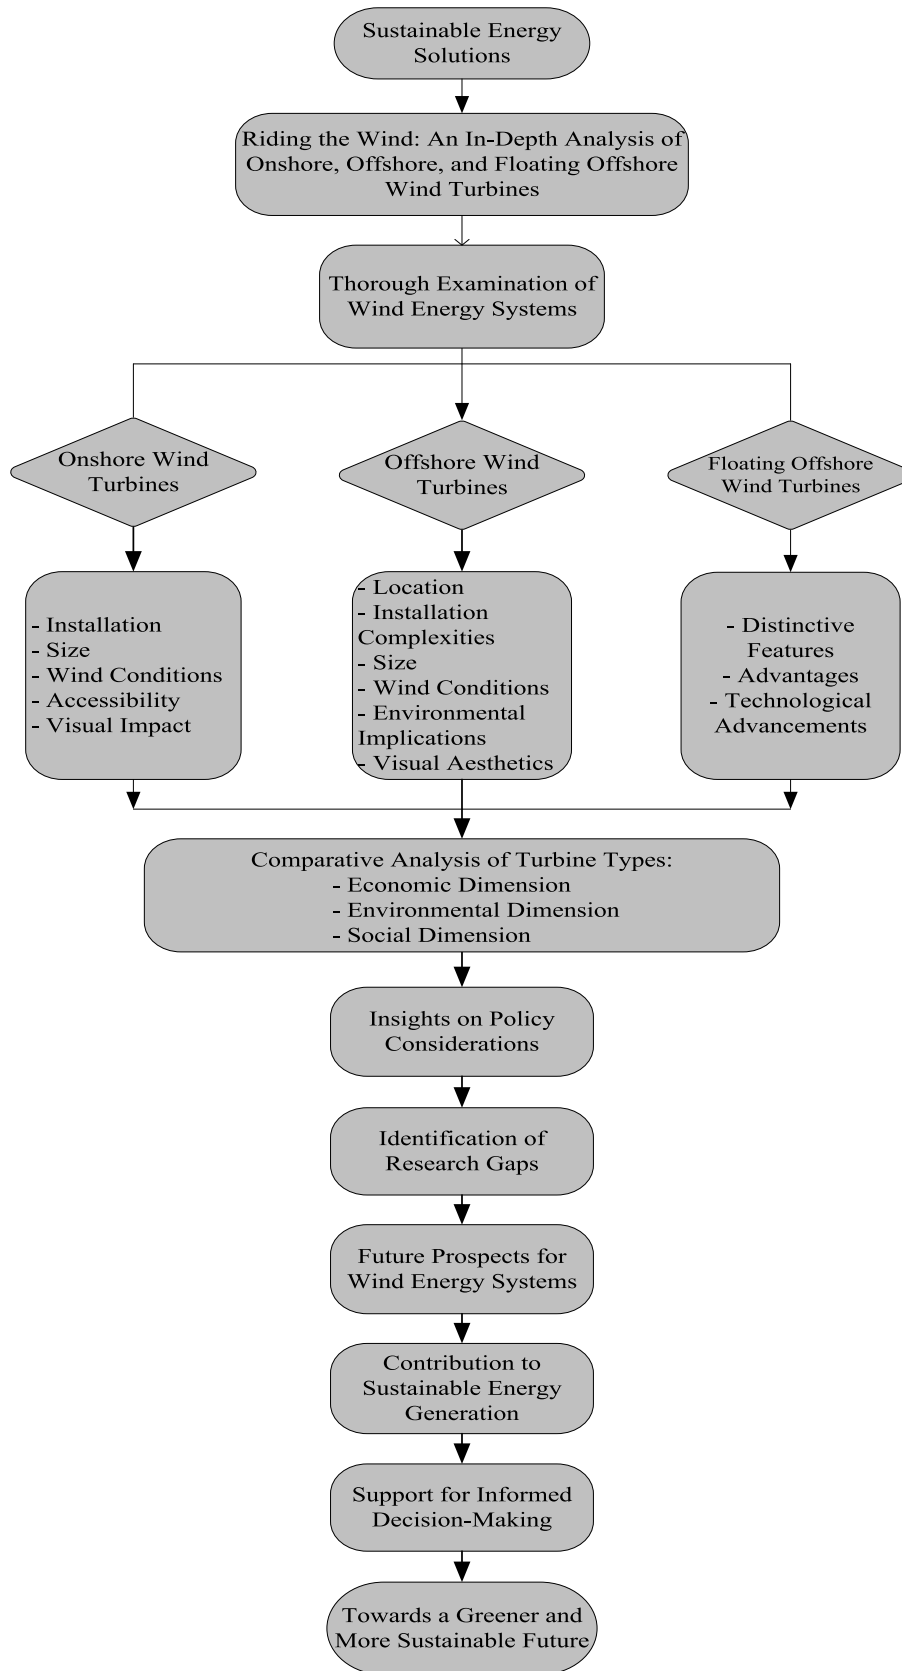 Sustainable Energy
Solutions
Riding the Wind: An In-Depth Analysis of
Onshore, Offshore, and Floating Offshore
Wind Turbines
Thorough Examination of
Wind Energy Systems
Onshore Wind
Turbines
Offshore Wind
Turbines
Floating Offshore
Wind Turbines
- Installation
- Size
- Wind Conditions
- Accessibility
- Visual Impact
- Location
- Installation
Complexities
- Size
- Wind Conditions
- Environmental
Implications
- Visual Aesthetics
- Distinctive
Features
- Advantages
- Technological
Advancements
Comparative Analysis of Turbine Types:
- Economic Dimension
- Environmental Dimension
- Social Dimension
Insights on Policy
Considerations
Identification of
Research Gaps
Future Prospects for
Wind Energy Systems
Contribution to
Sustainable Energy
Generation
Support for Informed
Decision-Making
Towards a Greener and
More Sustainable Future